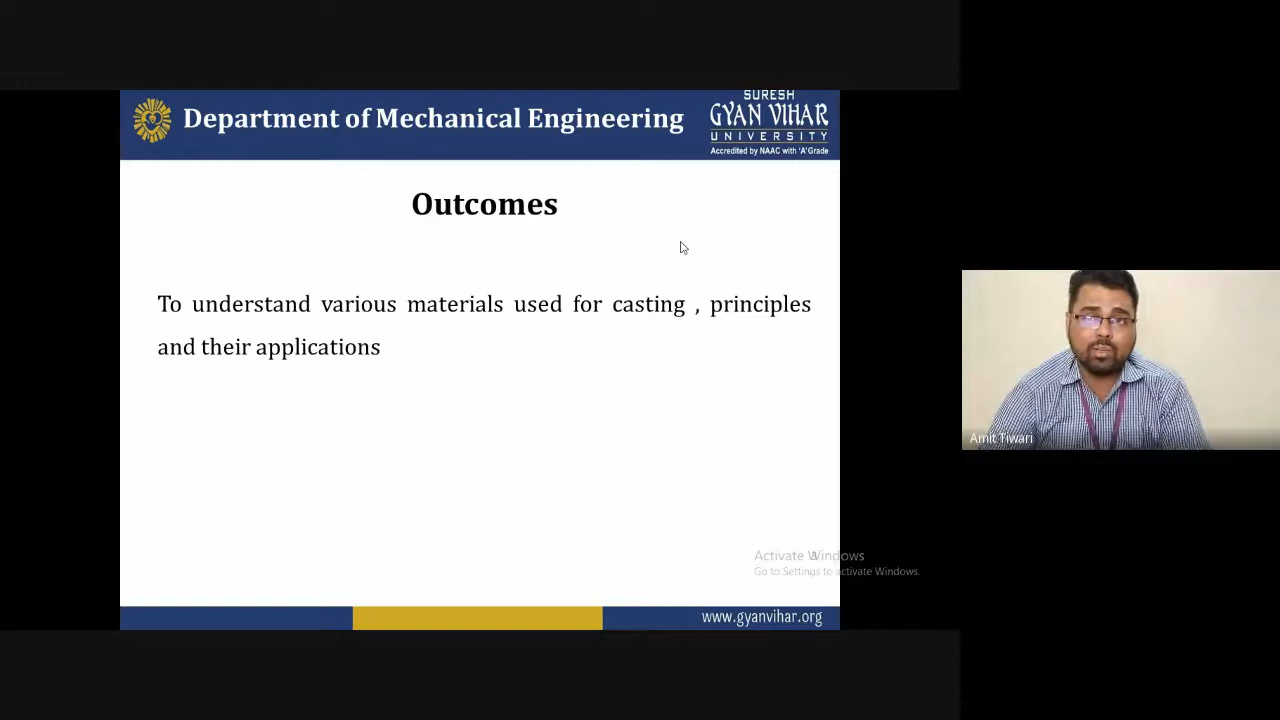 Department of Mechanical Engineering
SURESH
GYAN VIHAR
UNIVERSITY
Accredited by NAAC with 'A' Grade
Outcomes
To understand various materials used for casting , principles
and their applications
Amit Tiwari
Activate Windows
Go to Settings to activate Windows.
3
www.gyanvihar.org